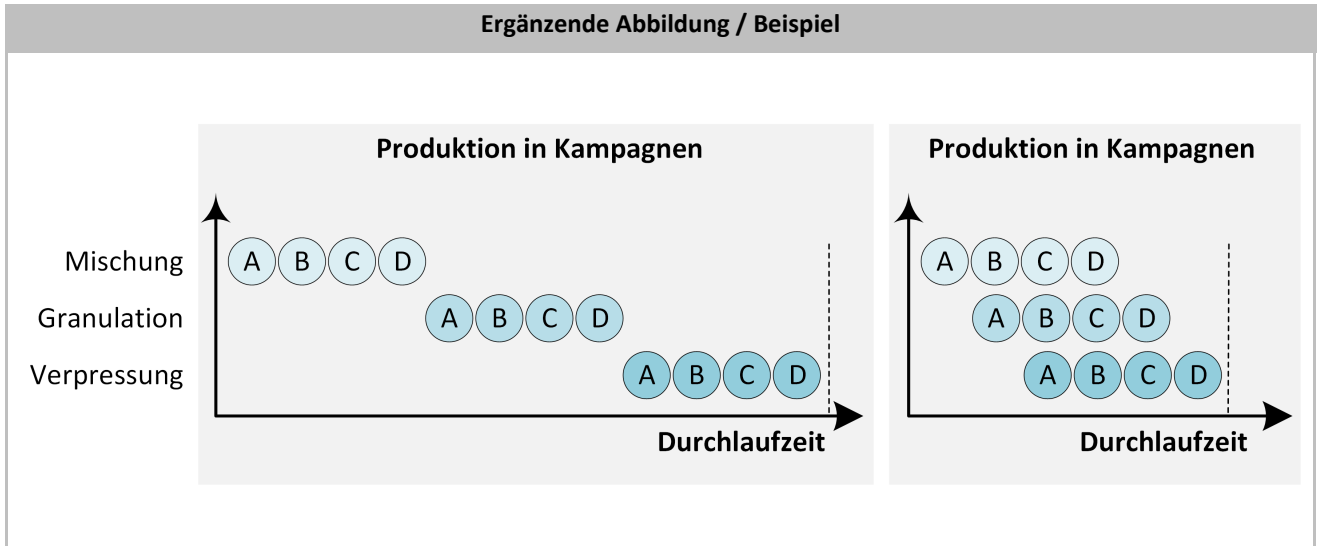 Ergänzende Abbildung / Beispiel
Produktion in Kampagnen
Mischung A B C D
Granulation A B C D
Verpressung A B C D
Durchlaufzeit
Produktion in Kampagnen
A B C D
A B C D
A B C D
Durchlaufzeit